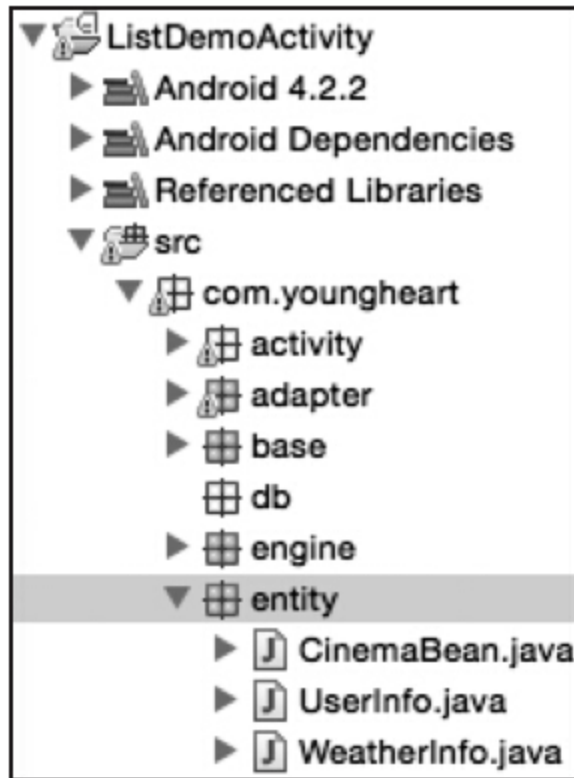 ListDemoActivity
Android 4.2.2
Android Dependencies
Referenced Libraries
src
com.youngheart
activity
adapter
base
db
engine
entity
CinemaBean.java
UserInfo.java
WeatherInfo.java